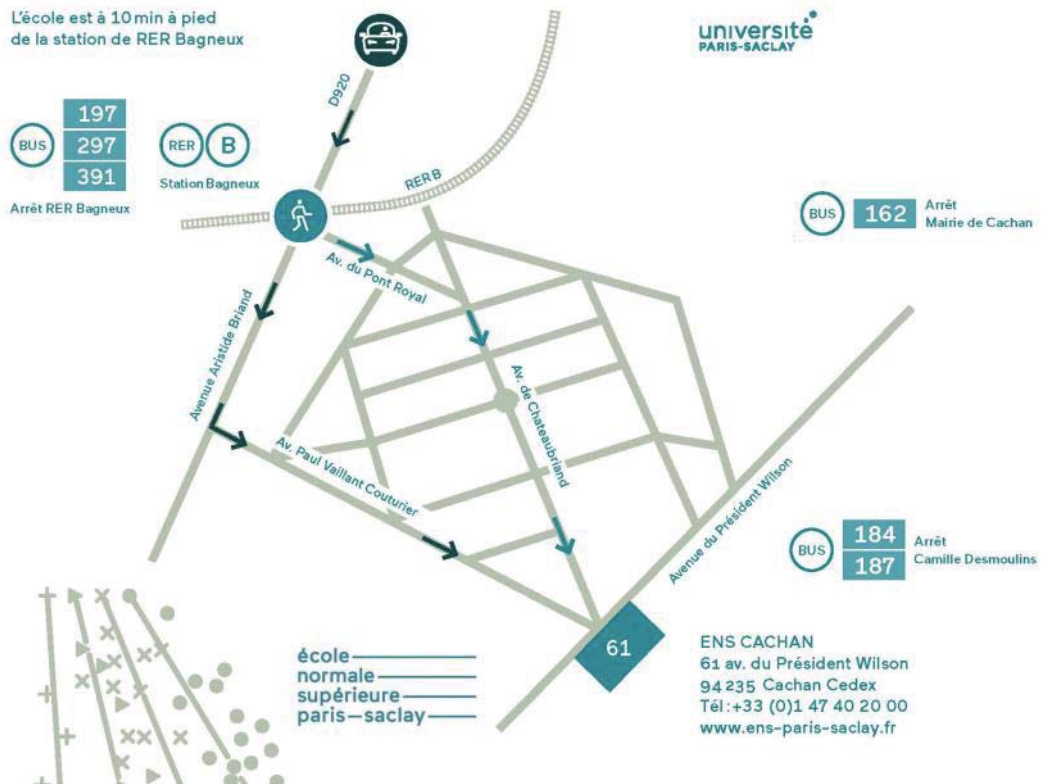 L'école est à 10 min à pied
de la station de RER Bagneux
université
PARIS-SACLAY
D920
BUS
197
297
391
Arrêt RER Bagneux
RER B
Station Bagneux
RER B
BUS 162 Arrêt
Mairie de Cachan
Av. du Pont Royal
Avenue Aristide Briand
Av. de Chateaubriand
Av. Paul Vaillant Couturier
Avenue du Président Wilson
BUS
184
187
Arrêt
Camille Desmoulins
61
école
normale
supérieure
paris–saclay
ENS CACHAN
61 av. du Président Wilson
94 235 Cachan Cedex
Tél : +33 (0)1 47 40 20 00
www.ens-paris-saclay.fr